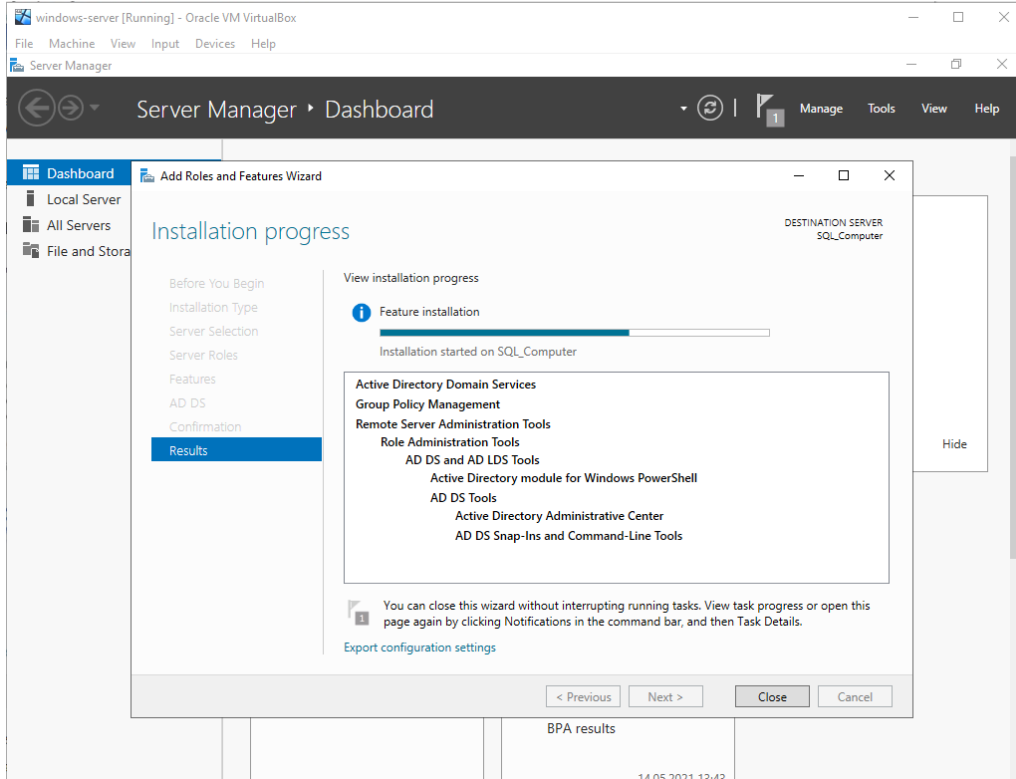 windows-server [Running] - Oracle VM VirtualBox
File Machine View Input Devices Help
Server Manager
Server Manager ‣ Dashboard
1
Manage Tools View Help
Dashboard
Local Server
All Servers
File and Stora
Add Roles and Features Wizard
Installation progress
DESTINATION SERVER
SQL_Computer
Before You Begin
Installation Type
Server Selection
Server Roles
Features
AD DS
Confirmation
Results
View installation progress
Feature installation
Installation started on SQL_Computer
Active Directory Domain Services
Group Policy Management
Remote Server Administration Tools
Role Administration Tools
AD DS and AD LDS Tools
Active Directory module for Windows PowerShell
AD DS Tools
Active Directory Administrative Center
AD DS Snap-Ins and Command-Line Tools
1
You can close this wizard without interrupting running tasks. View task progress or open this
page again by clicking Notifications in the command bar, and then Task Details.
Export configuration settings
< Previous Next > Close Cancel
Hide
BPA results
14.05.2021 13:43